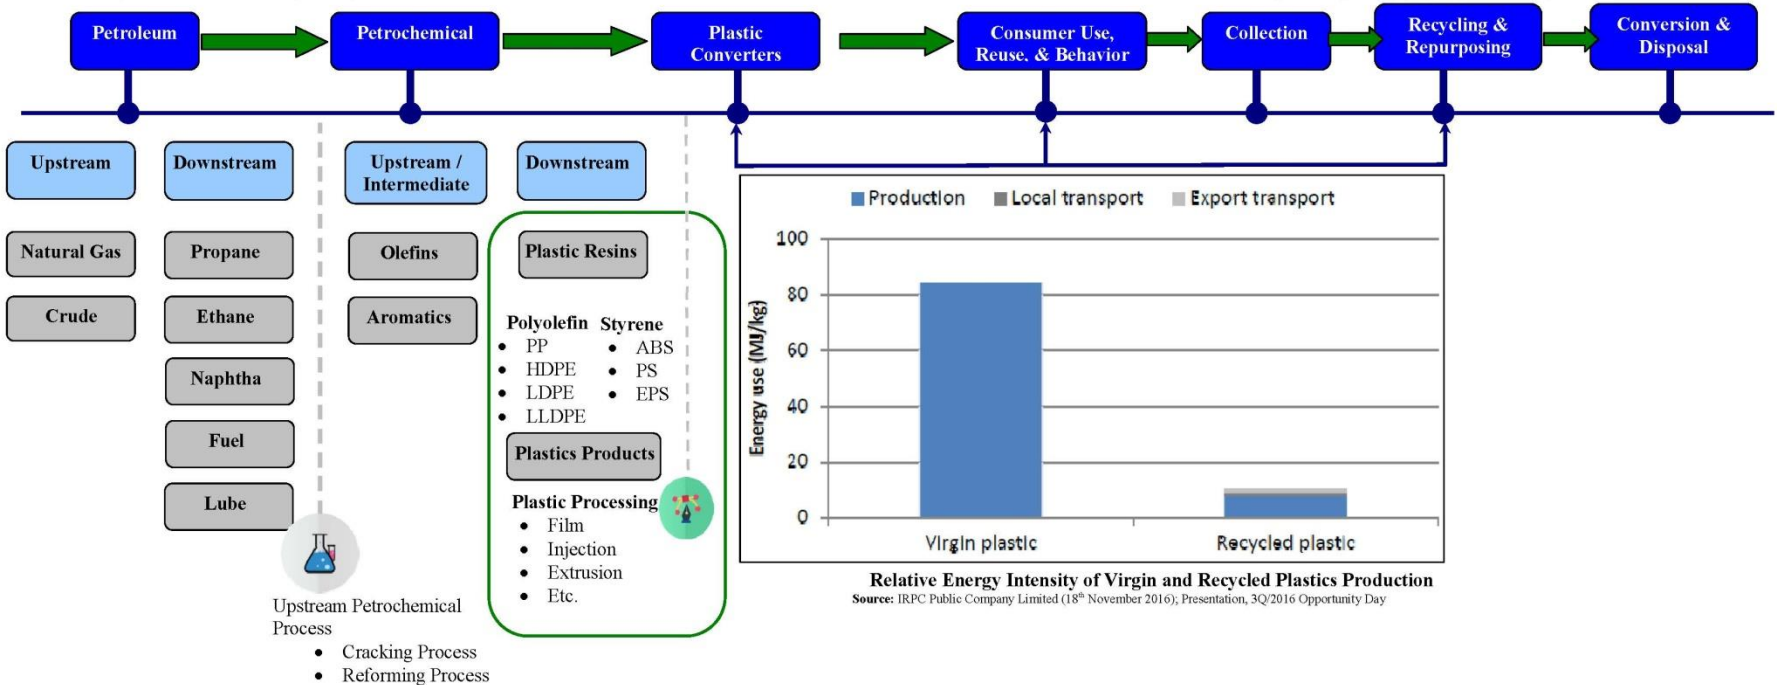 Petroleum
Petrochemical
Plastic
Converters
Consumer Use,
Reuse, & Behavior
Collection
Recycling &
Repurposing
Conversion &
Disposal
Upstream
Downstream
Upstream /
Intermediate
Downstream
Natural Gas
Propane
Olefins
Plastic Resins
Crude
Ethane
Aromatics
Naphtha
Fuel
Lube
Polyolefin
• PP
• HDPE
• LDPE
• LLDPE
Styrene
• ABS
• PS
• EPS
Plastics Products
Plastic Processing
• Film
• Injection
• Extrusion
• Etc.
Upstream Petrochemical
Process
• Cracking Process
• Reforming Process
Production Local transport Export transport
Energy use (MJ/kg)
100
80
60
40
20
0
Virgin plastic
Recycled plastic
Relative Energy Intensity of Virgin and Recycled Plastics Production
Source: IRPC Public Company Limited (18th November 2016); Presentation, 3Q/2016 Opportunity Day